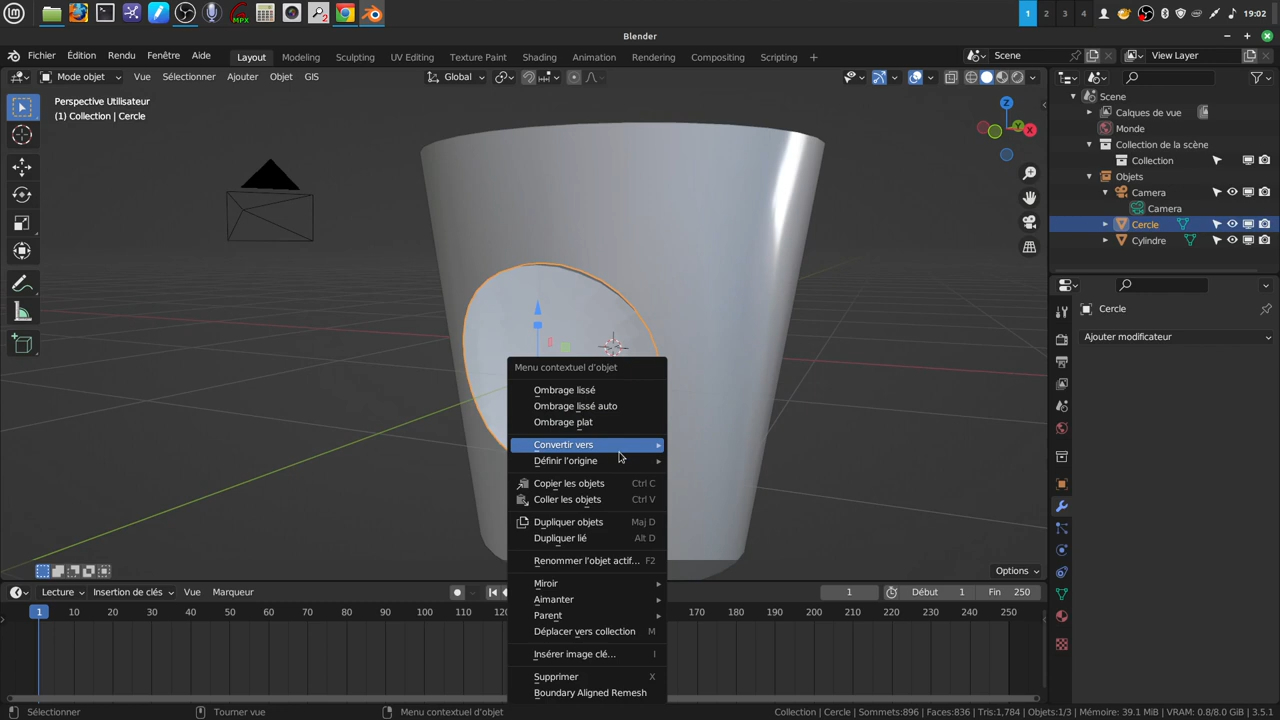 1
2
3
4
19:02
Blender
Fichier
Édition
Rendu
Fenêtre
Aide
Layout
Modeling
Sculpting
UV Editing
Texture Paint
Shading
Animation
Rendering
Compositing
Scripting
+
Scene
View Layer
Mode objet
Vue
Sélectionner
Ajouter
Objet
GIS
Global
Perspective Utilisateur
(1) Collection | Cercle
Z
Y
X
Scene
Calques de vue
Monde
Collection de la scène
Collection
Objets
Camera
Camera
Cercle
Cylindre
Cercle
Ajouter modificateur
Menu contextuel d'objet
Ombrage lissé
Ombrage lissé auto
Ombrage plat
Convertir vers
Définir l'origine
Copier les objets Ctrl C
Coller les objets Ctrl V
Dupliquer objets Maj D
Dupliquer lié Alt D
Renommer l'objet actif... F2
Miroir
Aimanter
Parent
Déplacer vers collection M
Insérer image clé... I
Supprimer X
Boundary Aligned Remesh
Options
Lecture
Insertion de clés
Vue
Marqueur
1
Début 1
Fin 250
1 10 20 30 40 50 60 70 80 90 100 110 170 180 190 200 210 220 230 240 250
Sélectionner
Tourner vue
Menu contextuel d'objet
Collection | Cercle | Sommets:896 | Faces:836 | Tris:1,784 | Objets:1/3 | Mémoire: 39.1 MiB | VRAM: 0.8/8.0 GiB | 3.5.1